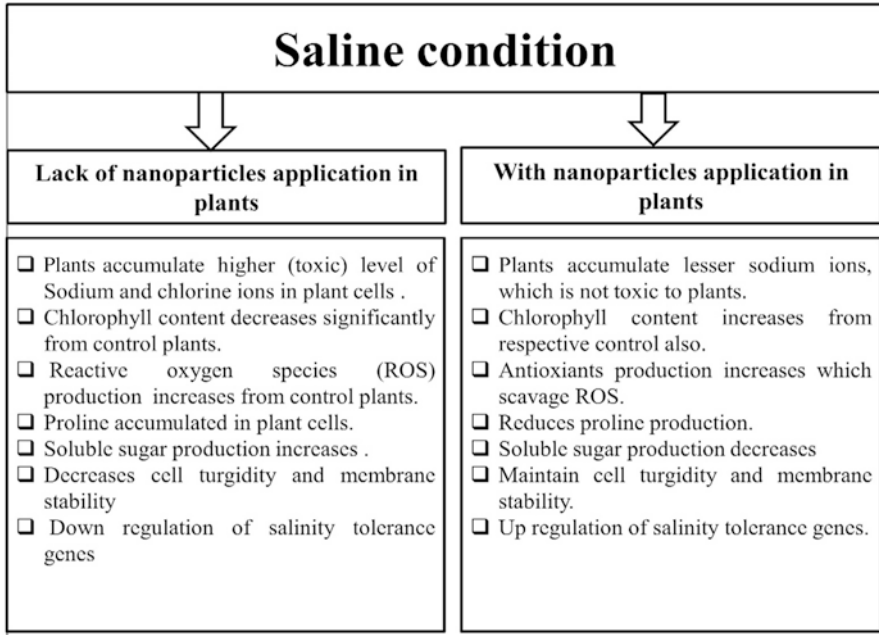 Saline condition
Lack of nanoparticles application in
plants
❑ Plants accumulate higher (toxic) level of
Sodium and chlorine ions in plant cells .
❑ Chlorophyll content decreases significantly
from control plants.
❑ Reactive oxygen species (ROS)
production increases from control plants.
❑ Proline accumulated in plant cells.
❑ Soluble sugar production increases .
❑ Decreases cell turgidity and membrane
stability
❑ Down regulation of salinity tolerance
genes
With nanoparticles application in
plants
❑ Plants accumulate lesser sodium ions,
which is not toxic to plants.
❑ Chlorophyll content increases from
respective control also.
❑ Antioxiants production increases which
scavage ROS.
❑ Reduces proline production.
❑ Soluble sugar production decreases
❑ Maintain cell turgidity and membrane
stability.
❑ Up regulation of salinity tolerance genes.